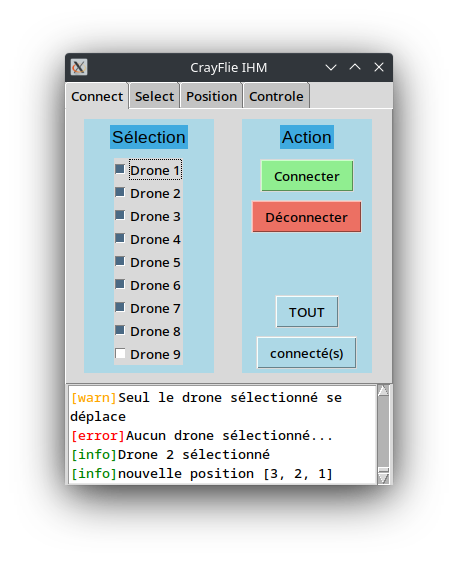 CrayFlie IHM
Connect Select Position Controle
Sélection
Drone 1
Drone 2
Drone 3
Drone 4
Drone 5
Drone 6
Drone 7
Drone 8
Drone 9
Action
Connecter
Déconnecter
TOUT
connecté(s)
[warn]Seul le drone sélectionné se
déplace
[error]Aucun drone sélectionné...
[info]Drone 2 sélectionné
[info]nouvelle position [3, 2, 1]